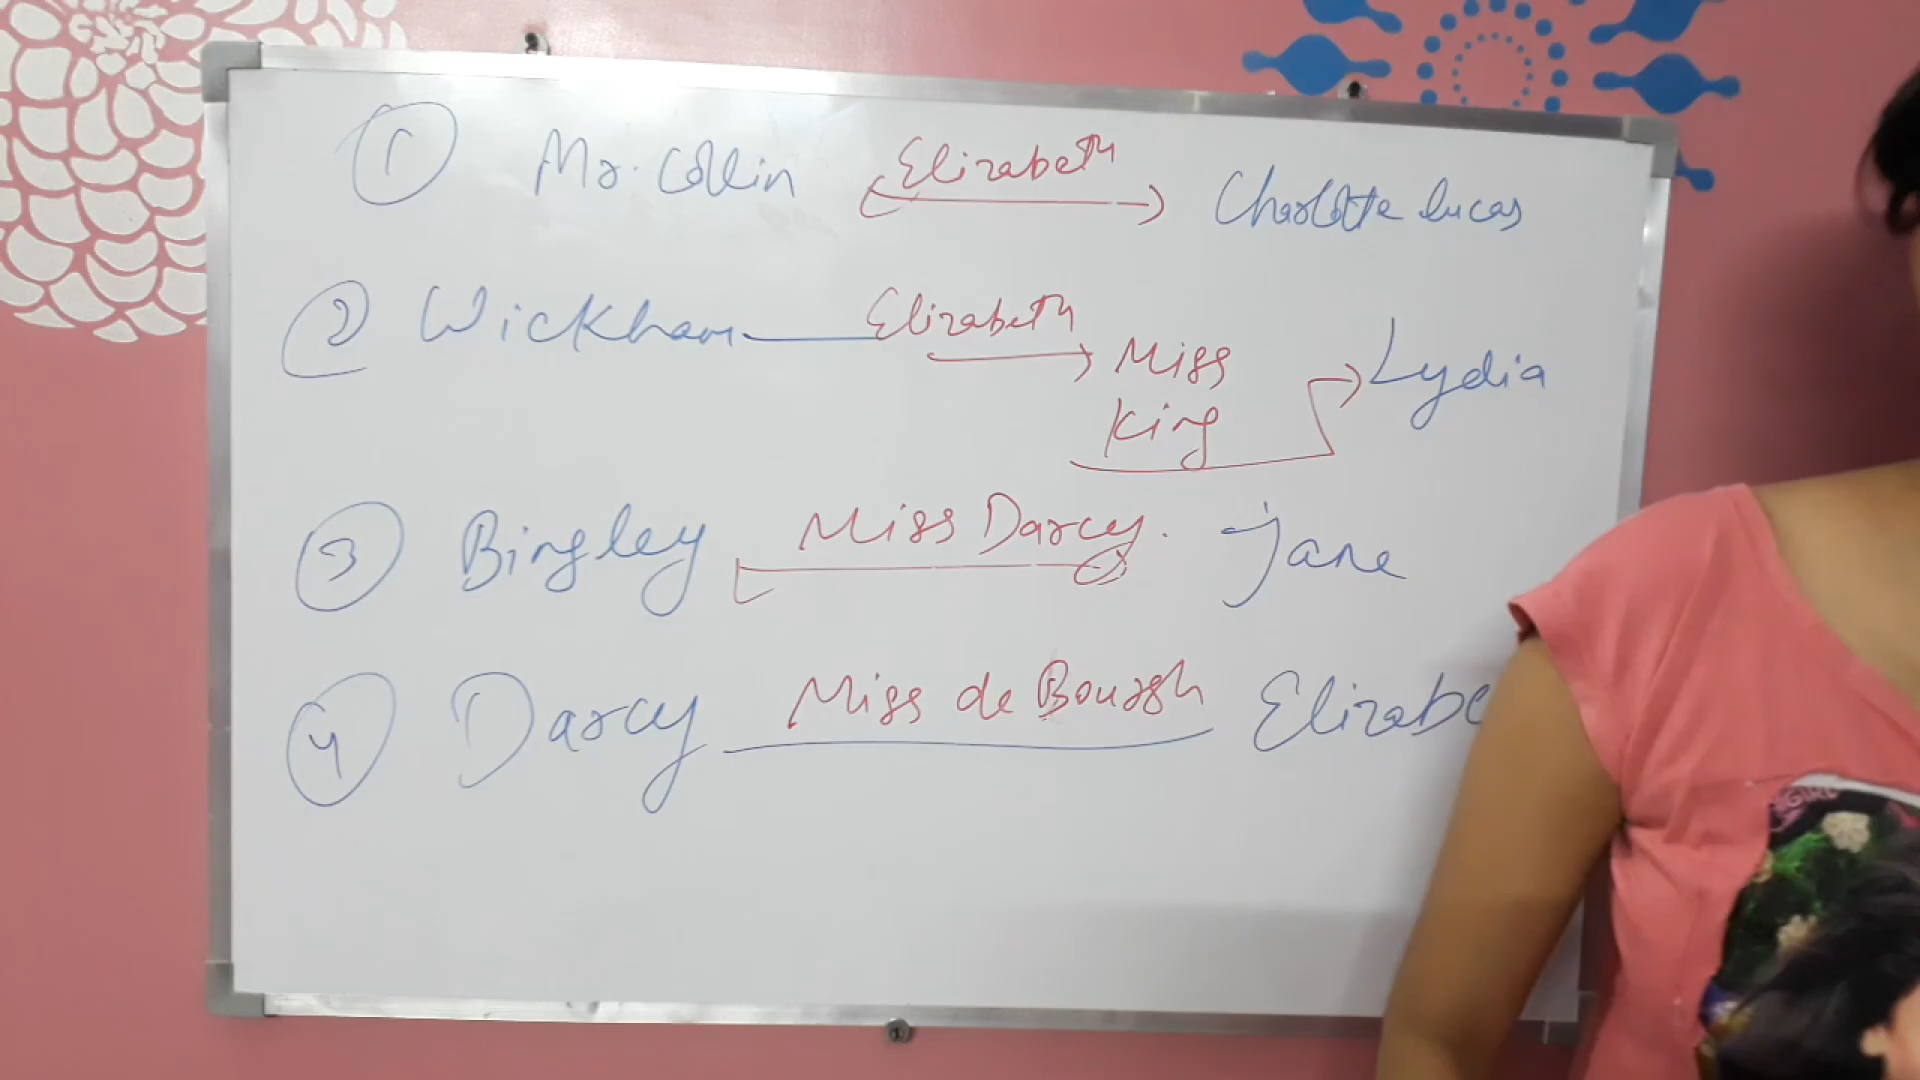 1 Mr. Collin Elizabeth Charlotte lucas
2 Wickham Elizabeth Miss King Lydia
3 Bingley Miss Darcy. Jane
4 Darcy Miss de Boursh Elizabe